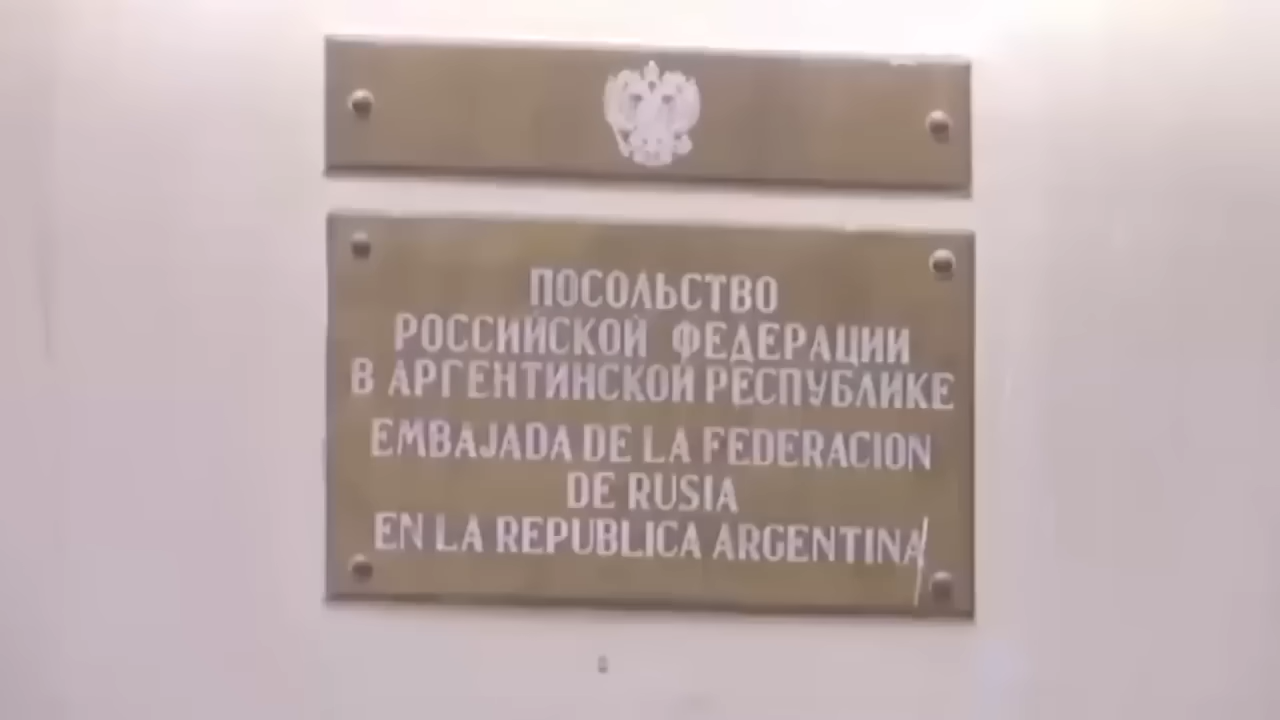 ПОСОЛЬСТВО
РОССИЙСКОЙ ФЕДЕРАЦИИ
В АРГЕНТИНСКОЙ РЕСПУБЛИКЕ
EMBAJADA DE LA FEDERACION
DE RUSIA
EN LA REPUBLICA ARGENTINA